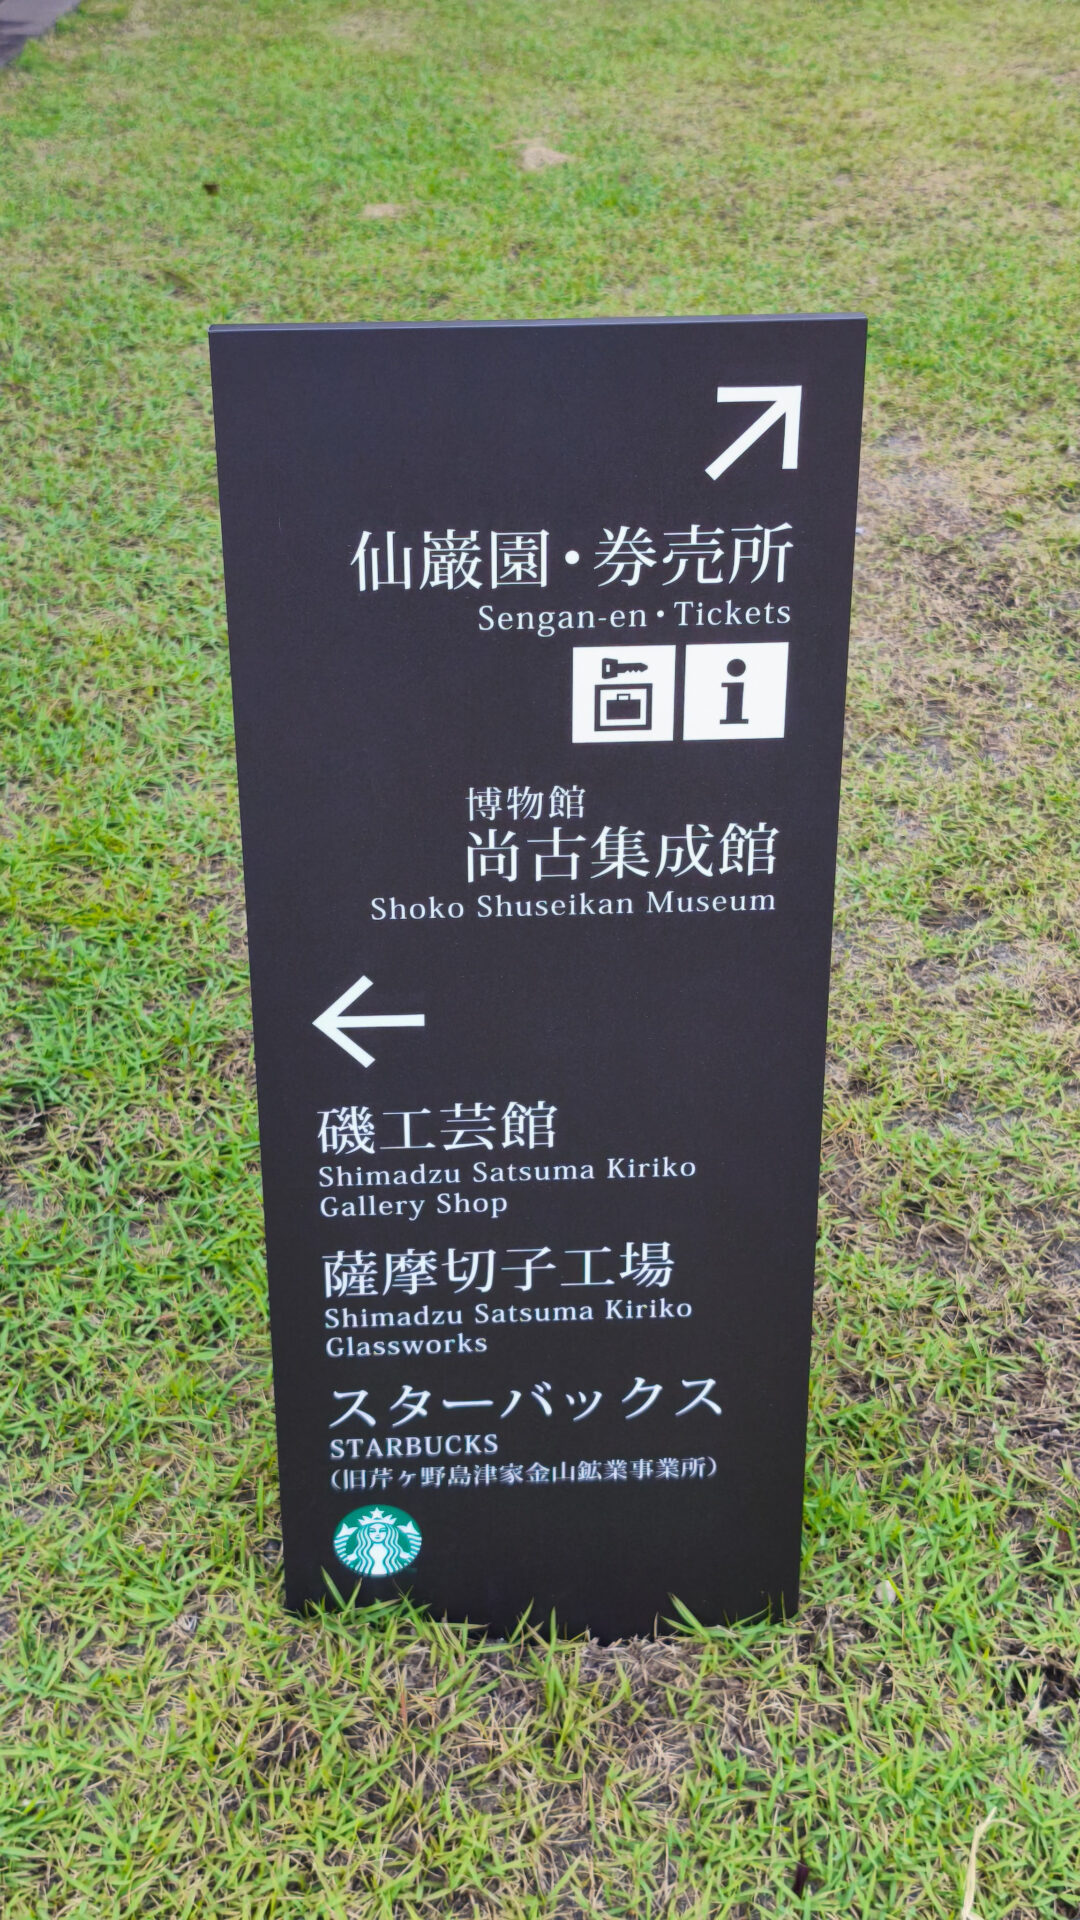 仙巌園・券売所
Sengan-en・Tickets
i
博物館
尚古集成館
Shoko Shuseikan Museum
磯工芸館
Shimadzu Satsuma Kiriko
Gallery Shop
薩摩切子工場
Shimadzu Satsuma Kiriko
Glassworks
スターバックス
STARBUCKS
(旧芹ヶ野島津家金山鉱業事業所)